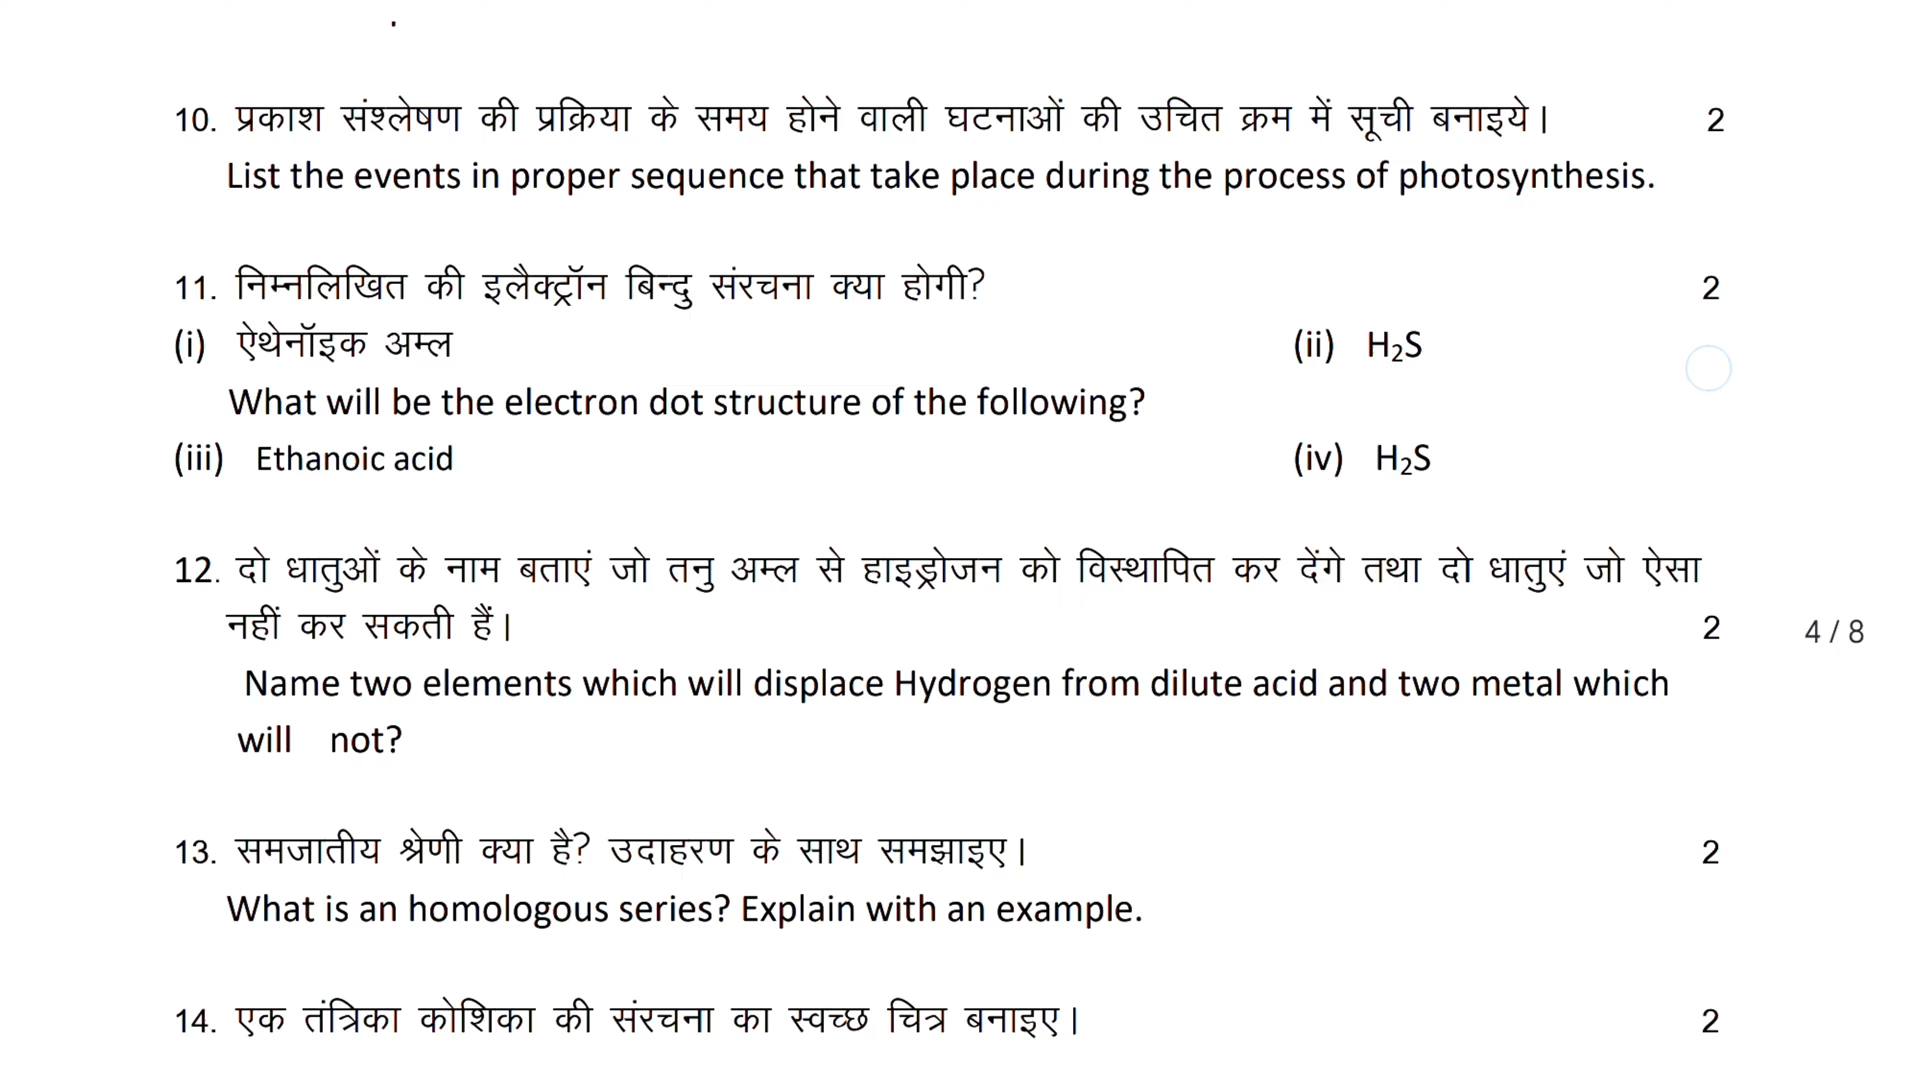 10. प्रकाश संश्लेषण की प्रक्रिया के समय होने वाली घटनाओं की उचित क्रम में सूची बनाइये। 2
List the events in proper sequence that take place during the process of photosynthesis.
11. निम्नलिखित की इलैक्ट्रॉन बिन्दु संरचना क्या होगी? 2
(i) ऐथेनॉइक अम्ल (ii) H₂S
What will be the electron dot structure of the following?
(iii) Ethanoic acid (iv) H₂S
12. दो धातुओं के नाम बताएं जो तनु अम्ल से हाइड्रोजन को विस्थापित कर देंगे तथा दो धातुएं जो ऐसा
नहीं कर सकती हैं। 2 4 / 8
Name two elements which will displace Hydrogen from dilute acid and two metal which
will not?
13. समजातीय श्रेणी क्या है? उदाहरण के साथ समझाइए। 2
What is an homologous series? Explain with an example.
14. एक तंत्रिका कोशिका की संरचना का स्वच्छ चित्र बनाइए। 2